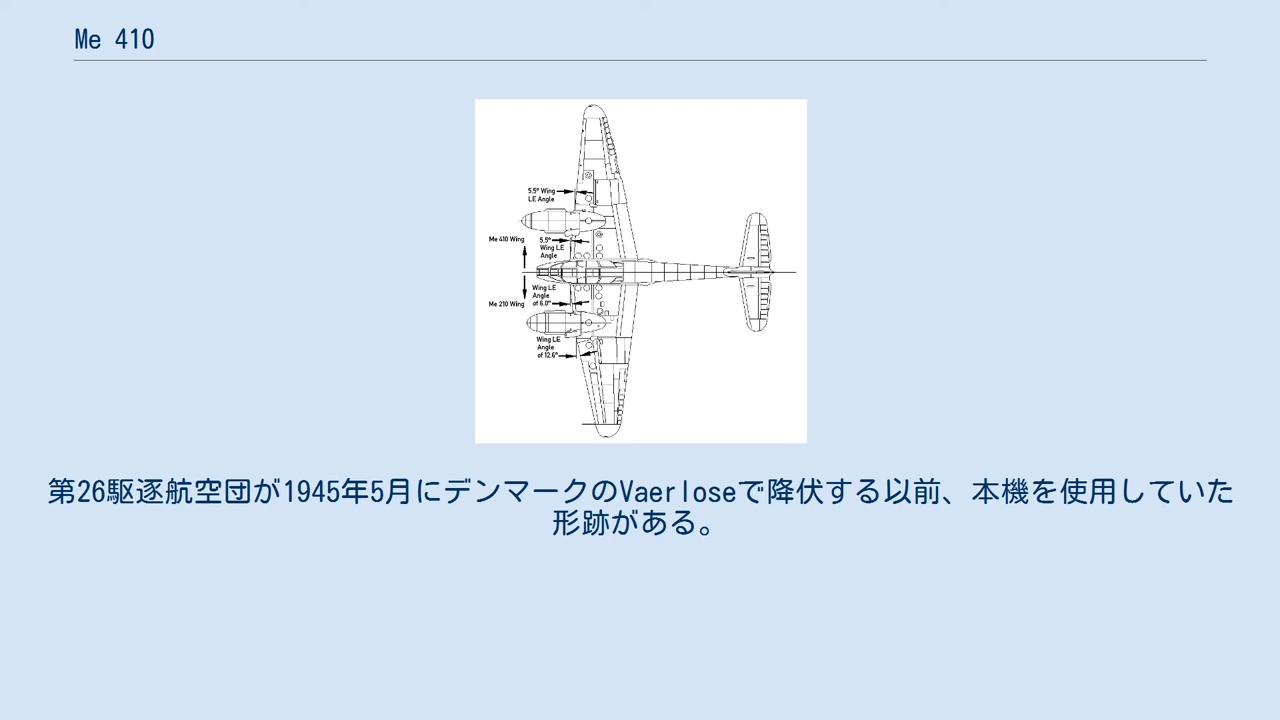 Me 410
5.5° Wing
LE Angle
Me 410 Wing
5.5°
Wing LE
Angle
Wing LE
Angle
of 6.0°
Me 210 Wing
Wing LE
Angle
of 12.6°
第26駆逐航空団が1945年5月にデンマークのVaerloseで降伏する以前、本機を使用していた
形跡がある。